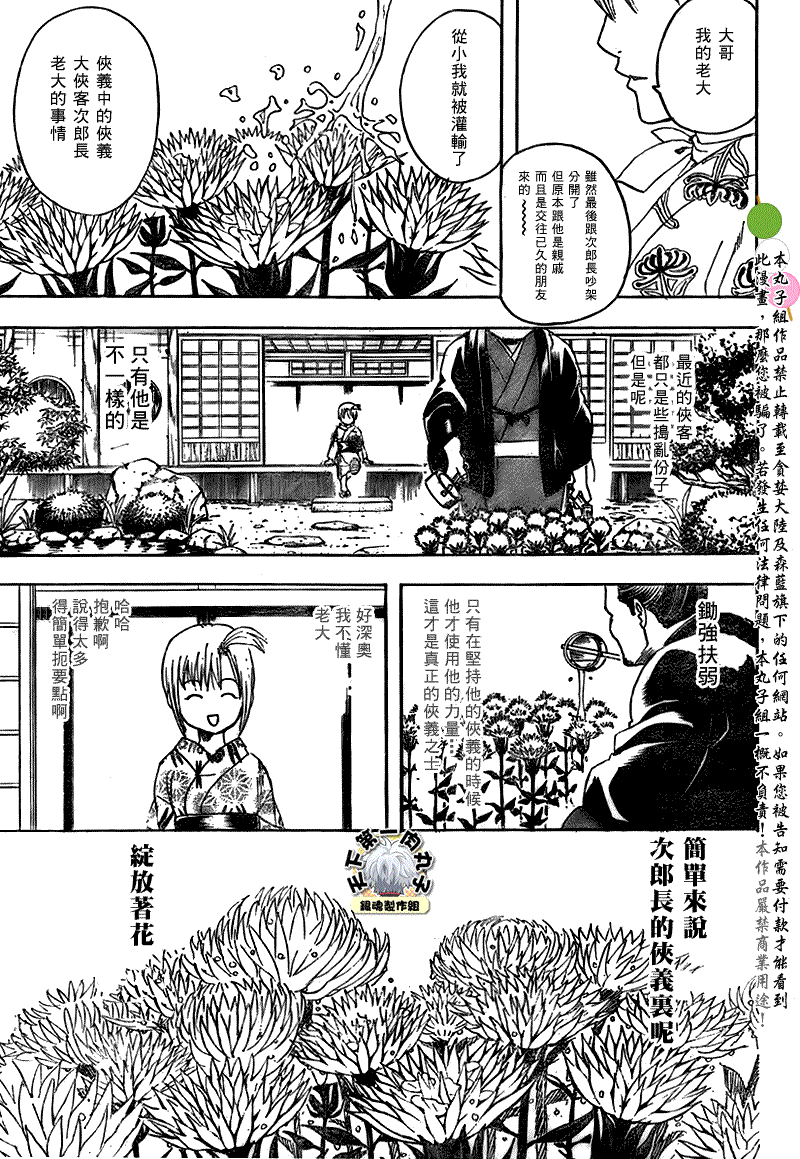 大哥
我的老大
雖然最後跟次郎長吵架
分開了
但原本跟他是親戚
而且是交往已久的朋友
來的～～～
從小我就被灌輸了
俠義中的俠義
大俠客次郎長
老大的事情
最近的俠客
都只是些搗亂份子
但是呢
只有他是
不一樣的
鋤強扶弱
只有在堅持他的俠義的時候
他才使用他的力量…
這才是真正的俠義之士
好深奧
我不懂
老大
哈哈
抱歉啊
說得太多
得簡單扼要點啊
簡單來說
次郎長的俠義裏呢
綻放著花
天下第一肉丸子
銀魂製作組
本丸子組作品禁止轉載至貪婪大陸及森藍旗下的任何網站。如果您被告知需要付款才能看到
此漫畫，那麼您被騙了。若發生任何法律問題，本丸子組一概不負責！本作品嚴禁商業用途！